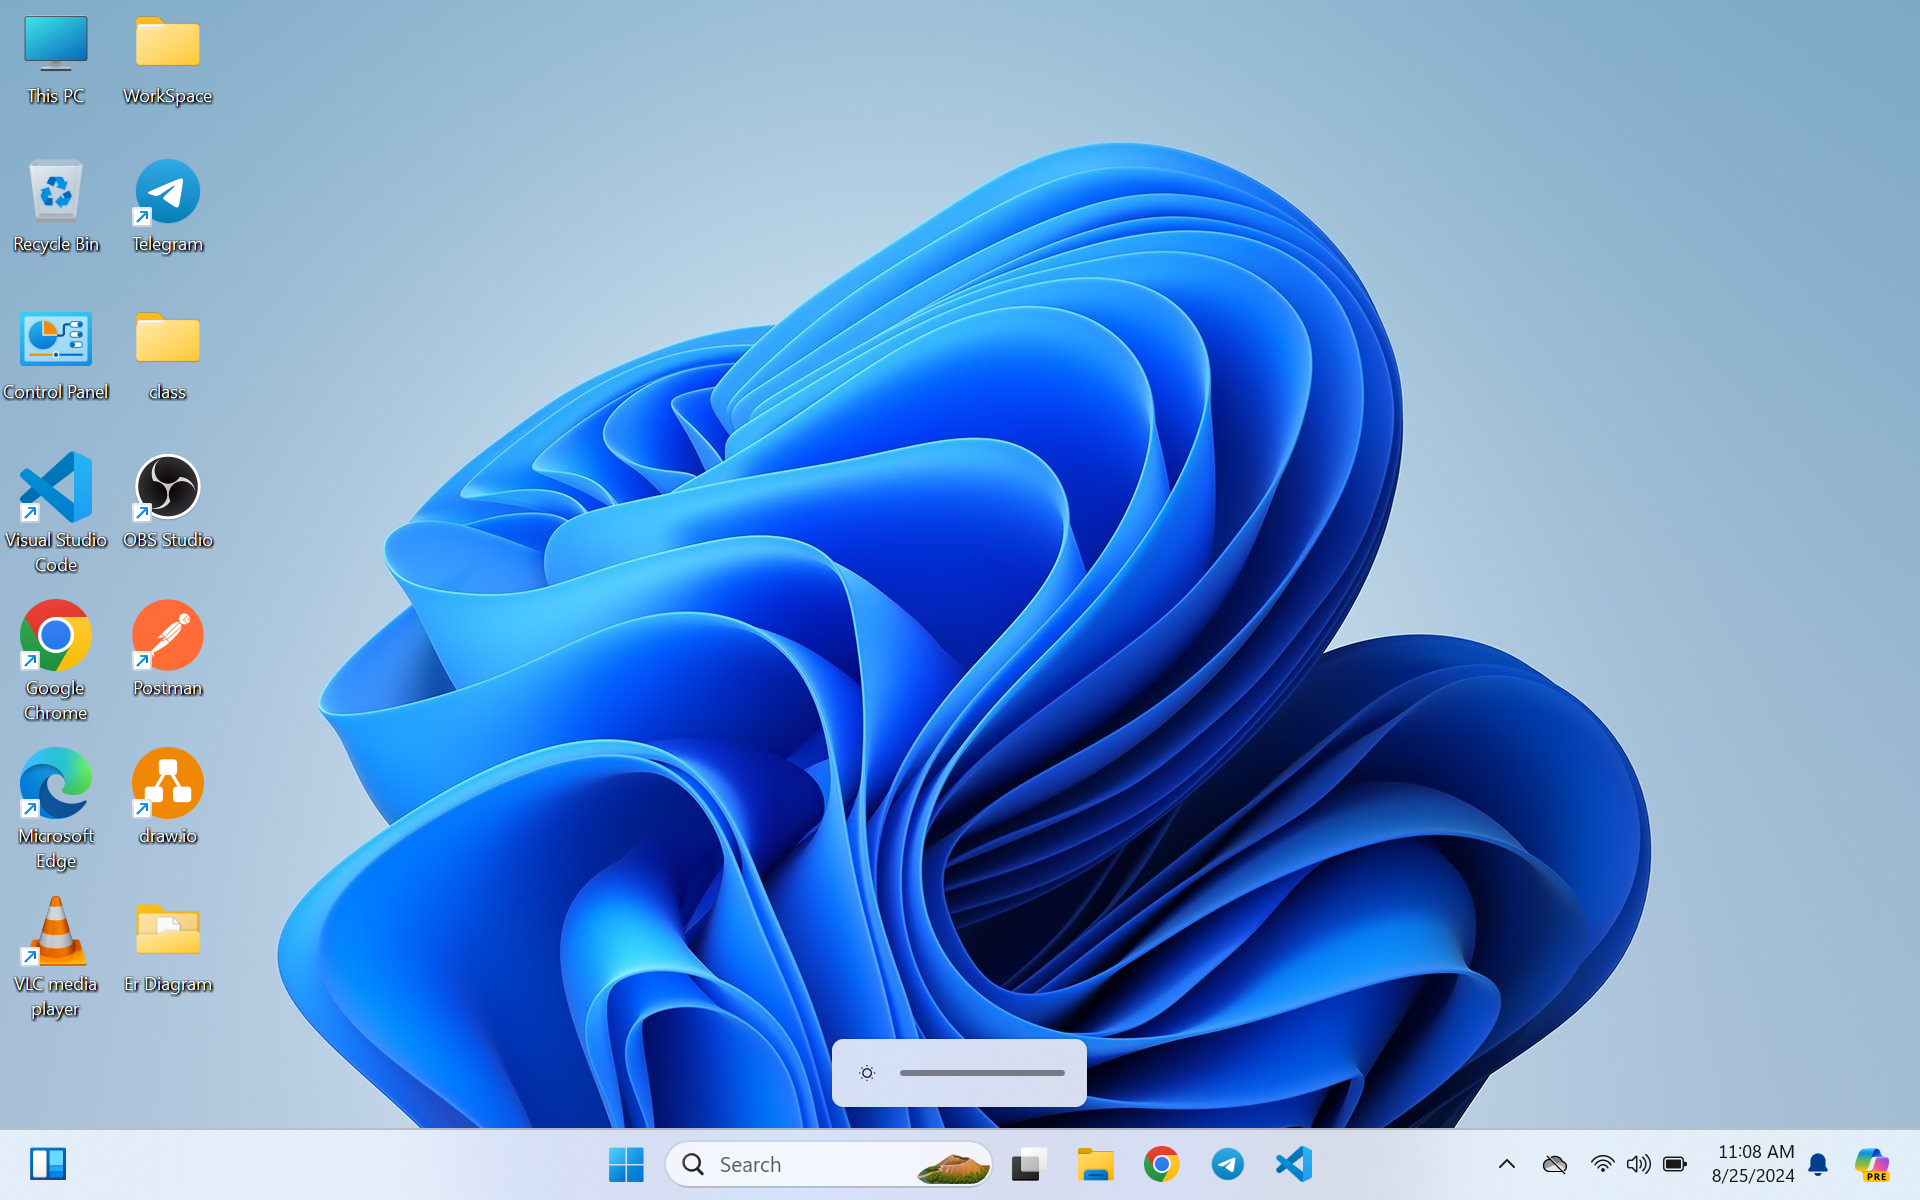 This PC
WorkSpace
Recycle Bin
Telegram
Control Panel
class
Visual Studio
Code
OBS Studio
Google
Chrome
Postman
Microsoft
Edge
draw.io
VLC media
player
Er Diagram
Search
11:08 AM
8/25/2024
PRE